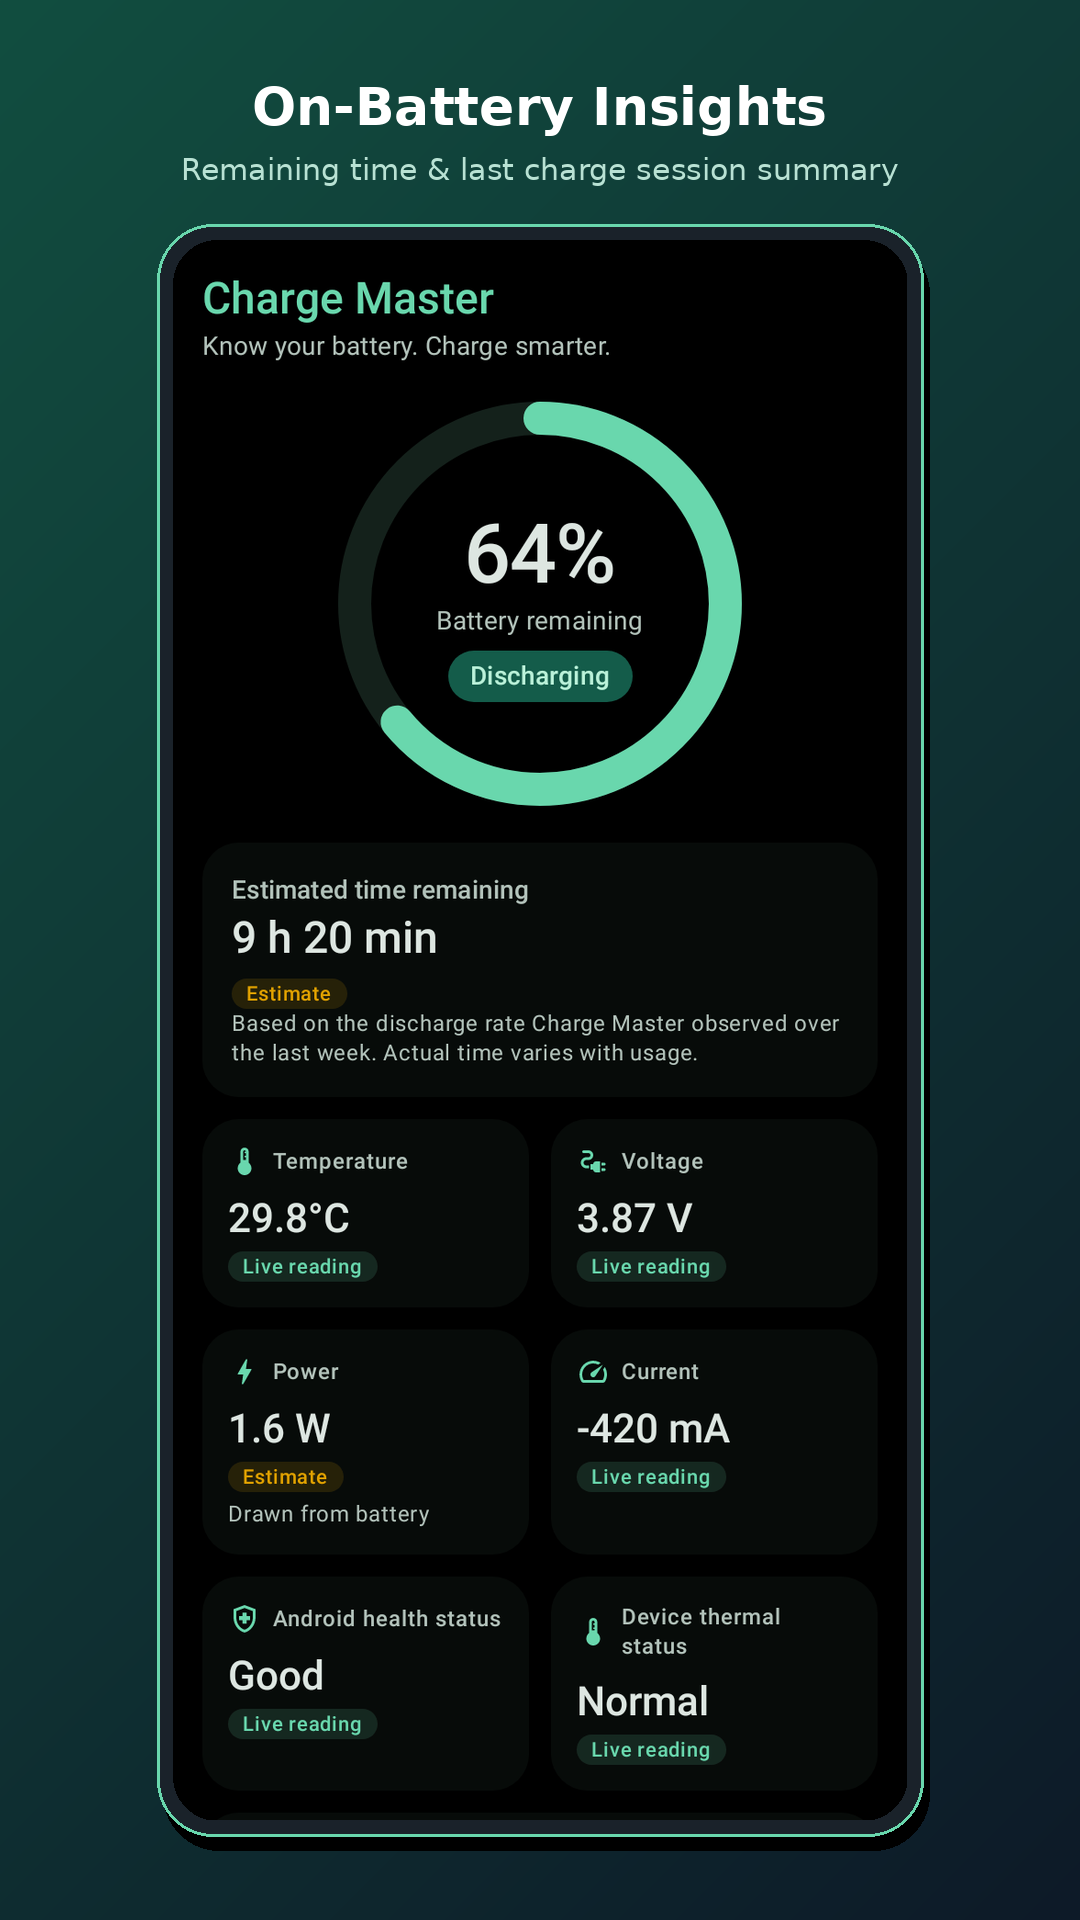 On-Battery Insights
Remaining time & last charge session summary
Charge Master
Know your battery. Charge smarter.
64%
Battery remaining
Discharging
Estimated time remaining
9 h 20 min
Estimate
Based on the discharge rate Charge Master observed over
the last week. Actual time varies with usage.
Temperature
29.8°C
Live reading
Voltage
3.87 V
Live reading
Power
1.6 W
Estimate
Drawn from battery
Current
-420 mA
Live reading
Android health status
Good
Live reading
Device thermal
status
Normal
Live reading